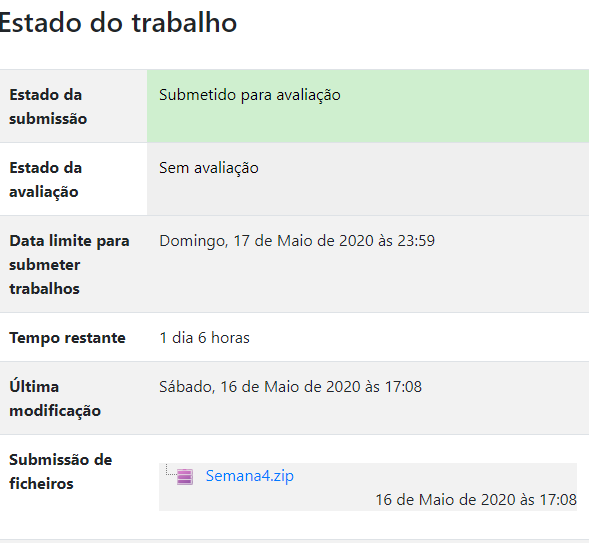 Estado do trabalho
Estado da
submissão
Submetido para avaliação
Estado da
avaliação
Sem avaliação
Data limite para
submeter
trabalhos
Domingo, 17 de Maio de 2020 às 23:59
Tempo restante
1 dia 6 horas
Última
modificação
Sábado, 16 de Maio de 2020 às 17:08
Submissão de
ficheiros
Semana4.zip
16 de Maio de 2020 às 17:08